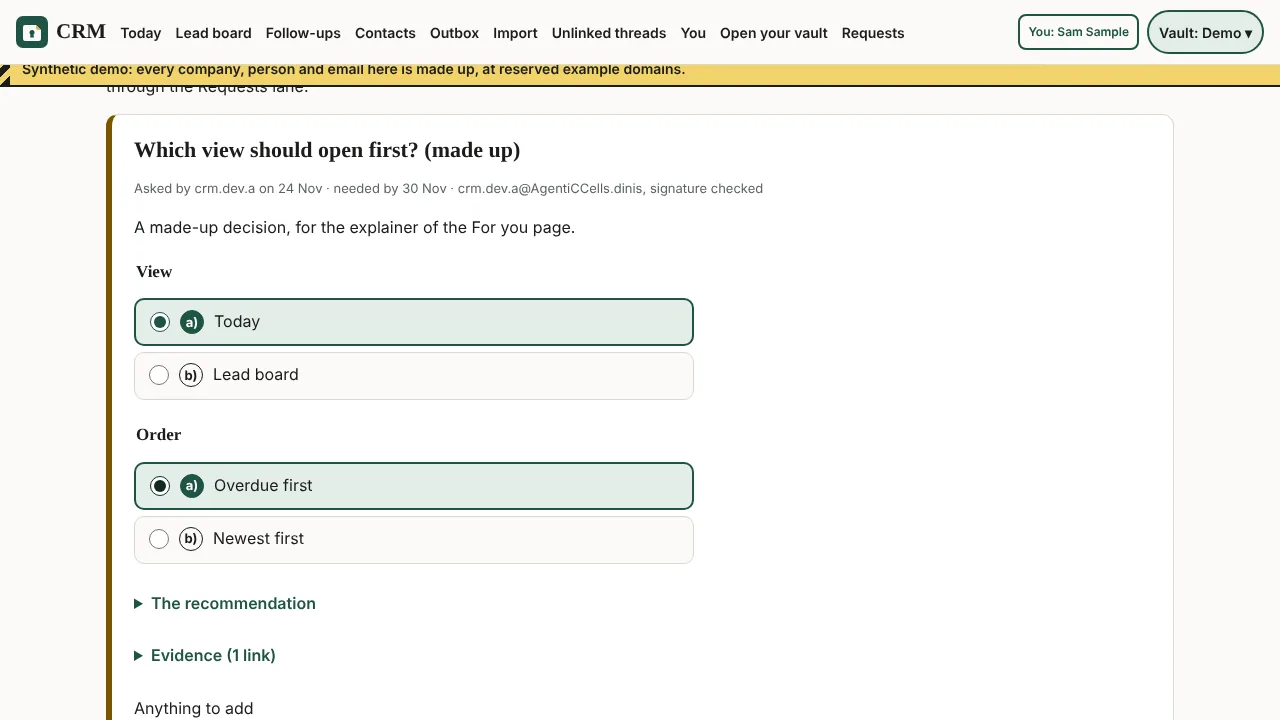 CRM
Today
Lead board
Follow-ups
Contacts
Outbox
Import
Unlinked threads
You
Open your vault
Requests
You: Sam Sample
Vault: Demo ▾
Synthetic demo: every company, person and email here is made up, at reserved example domains.
through the Requests lane.
Which view should open first? (made up)
Asked by crm.dev.a on 24 Nov · needed by 30 Nov · crm.dev.a@AgentiCCells.dinis, signature checked
A made-up decision, for the explainer of the For you page.
View
a) Today
b) Lead board
Order
a) Overdue first
b) Newest first
The recommendation
Evidence (1 link)
Anything to add